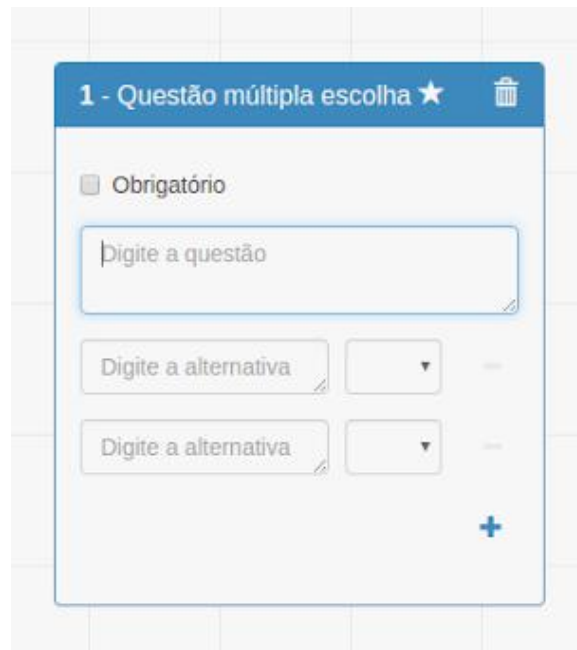 1 - Questão múltipla escolha ★
Obrigatório
Digite a questão
Digite a alternativa
Digite a alternativa